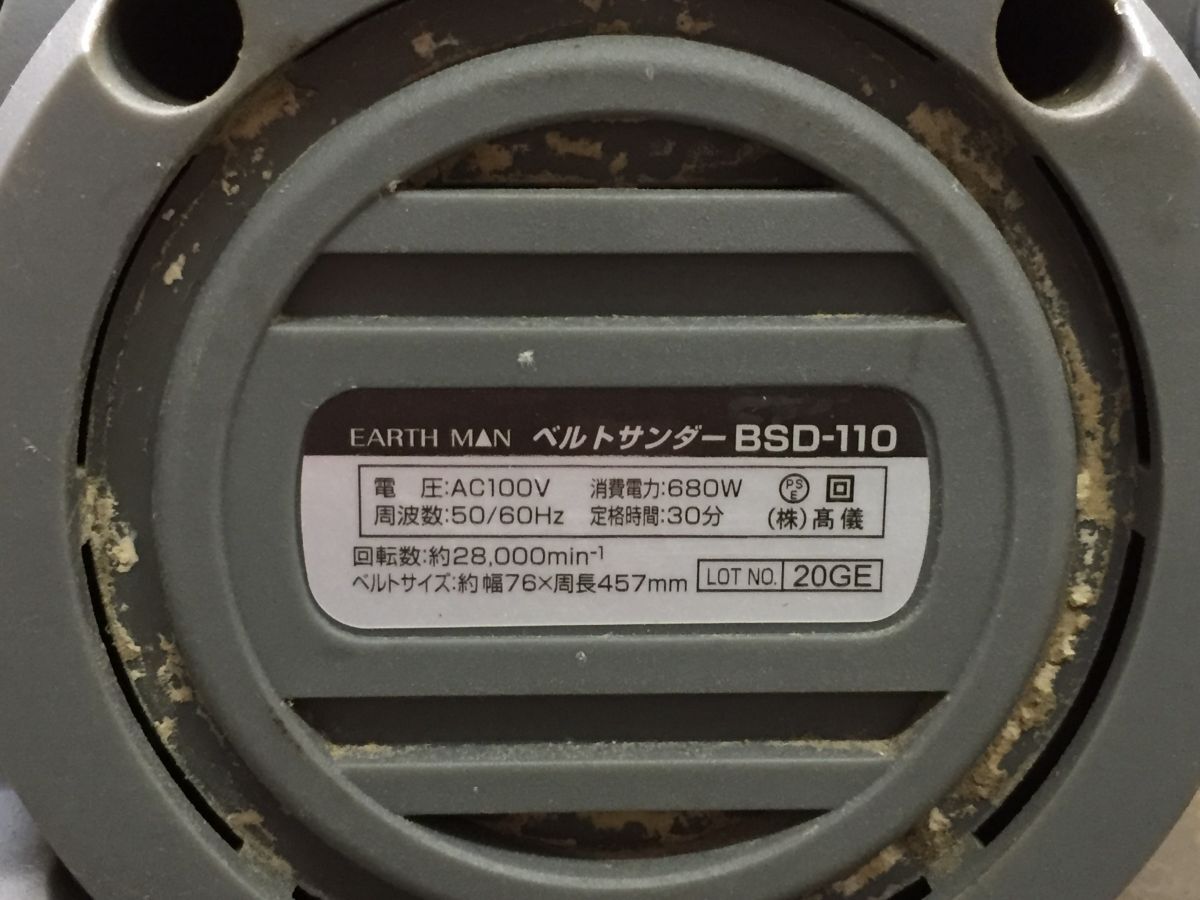 EARTH MAN ベルトサンダー BSD-110
電 圧:AC100V 消費電力:680W PSE 回
周波数:50/60Hz 定格時間:30分 (株)髙儀
回転数:約28,000min⁻¹
ベルトサイズ:約 幅76×周長457mm LOT NO. 20GE